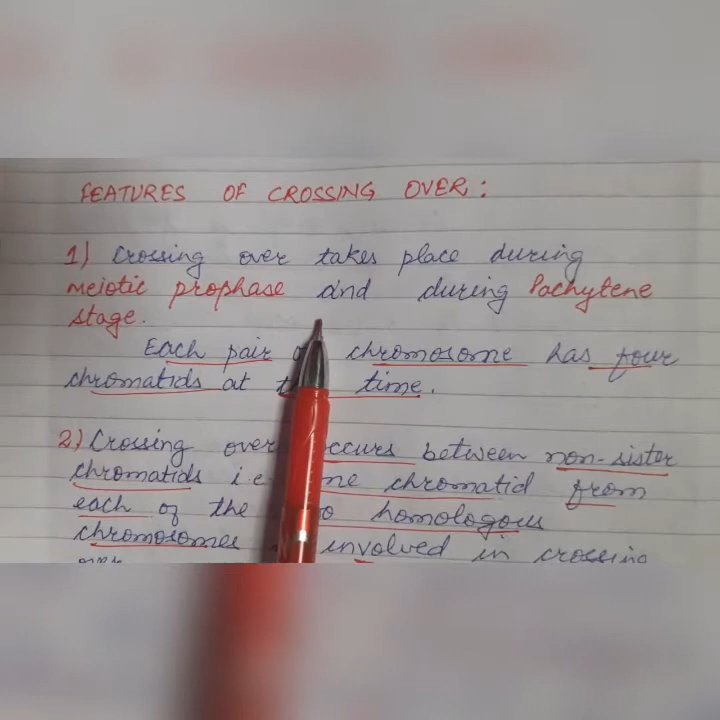 FEATURES OF CROSSING OVER:
1) Crossing over takes place during
meiotic prophase and during Pachytene
stage.
Each pair chromosome has four
chromatids at time.
2) Crossing over occurs between non-sister
chromatids i.e one chromatid from
each of the homologous
chromosomes involved in crossing